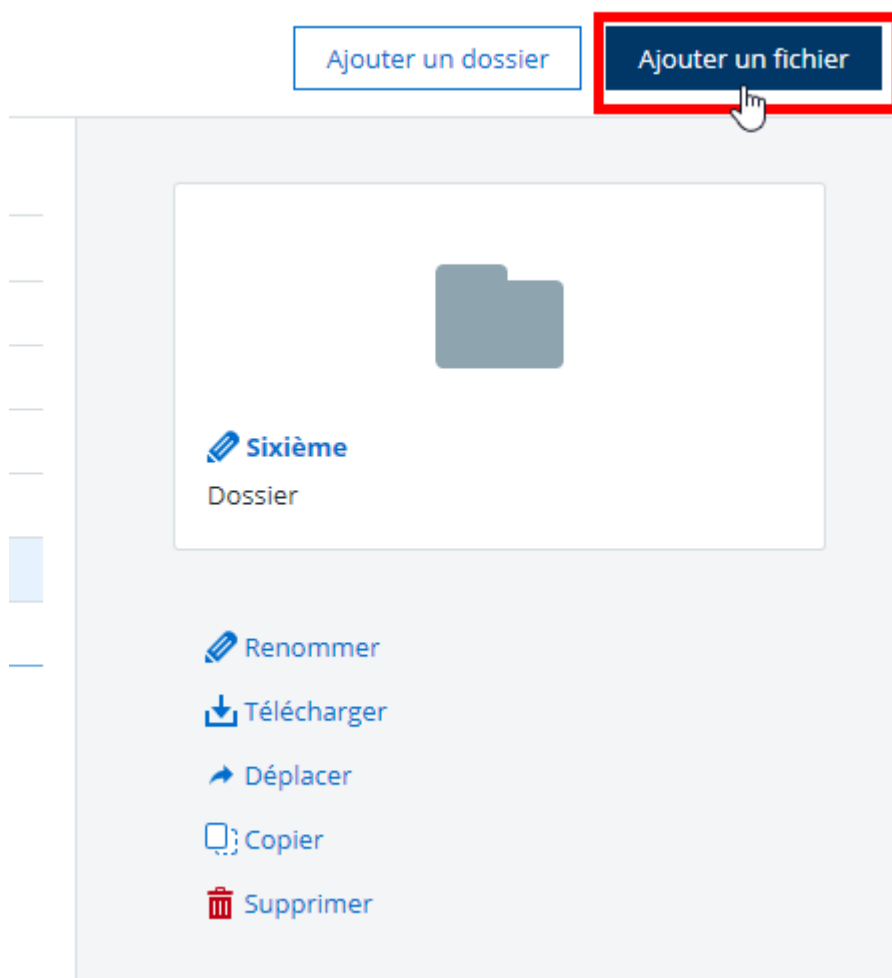 Ajouter un dossier
Ajouter un fichier
Sixième
Dossier
Renommer
Télécharger
Déplacer
Copier
Supprimer